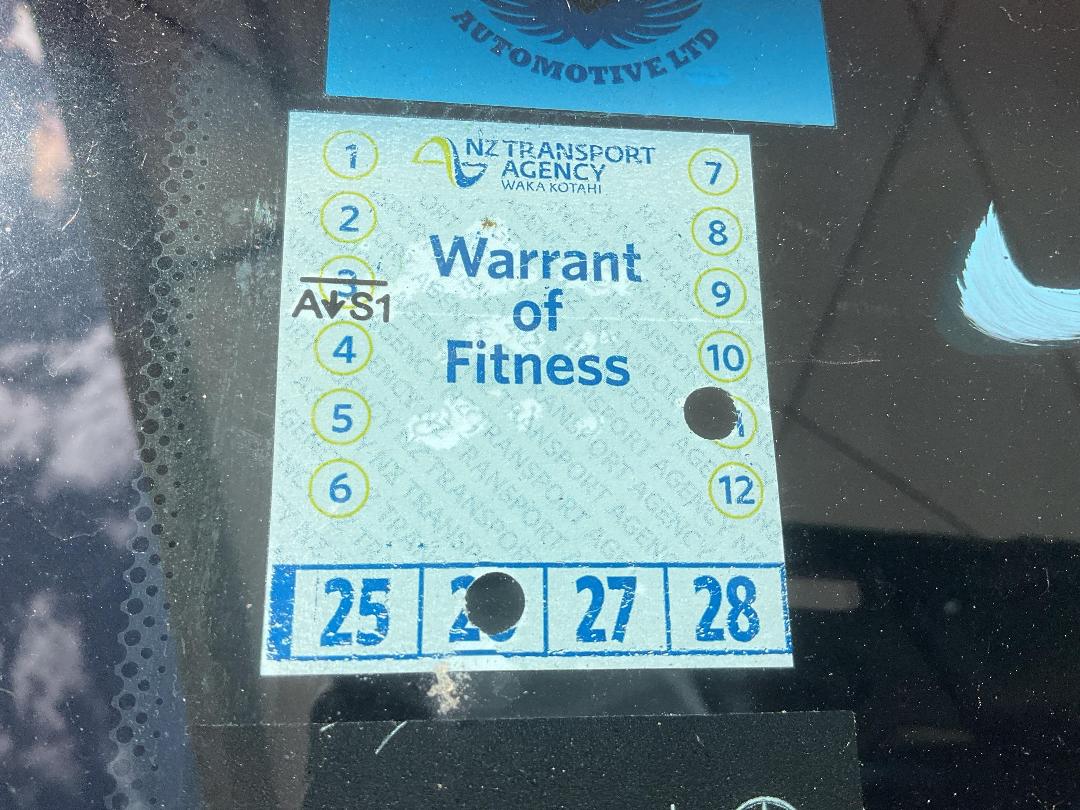 AUTOMOTIVE LTD
NZ TRANSPORT
AGENCY
WAKA KOTAHI
Warrant
of
Fitness
1
2
3
A↓S1
4
5
6
7
8
9
10
12
25
27
28